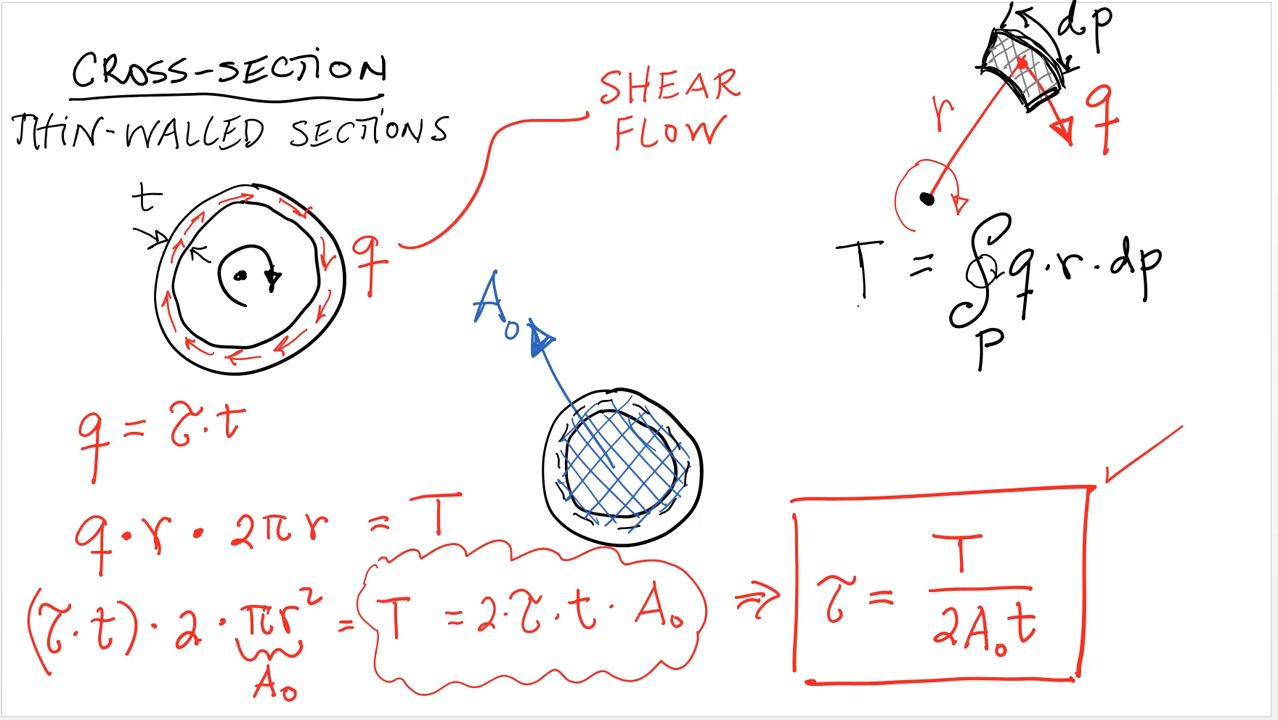 CROSS-SECTION
THIN-WALLED SECTIONS
SHEAR
FLOW
t
q
dp
r
q
T = ∮ q·r·dp
P
A₀
q = τ·t
q·r·2πr = T
(τ·t)·2·πr² = T = 2·τ·t·A₀ ⇒ τ = T / 2A₀t
A₀